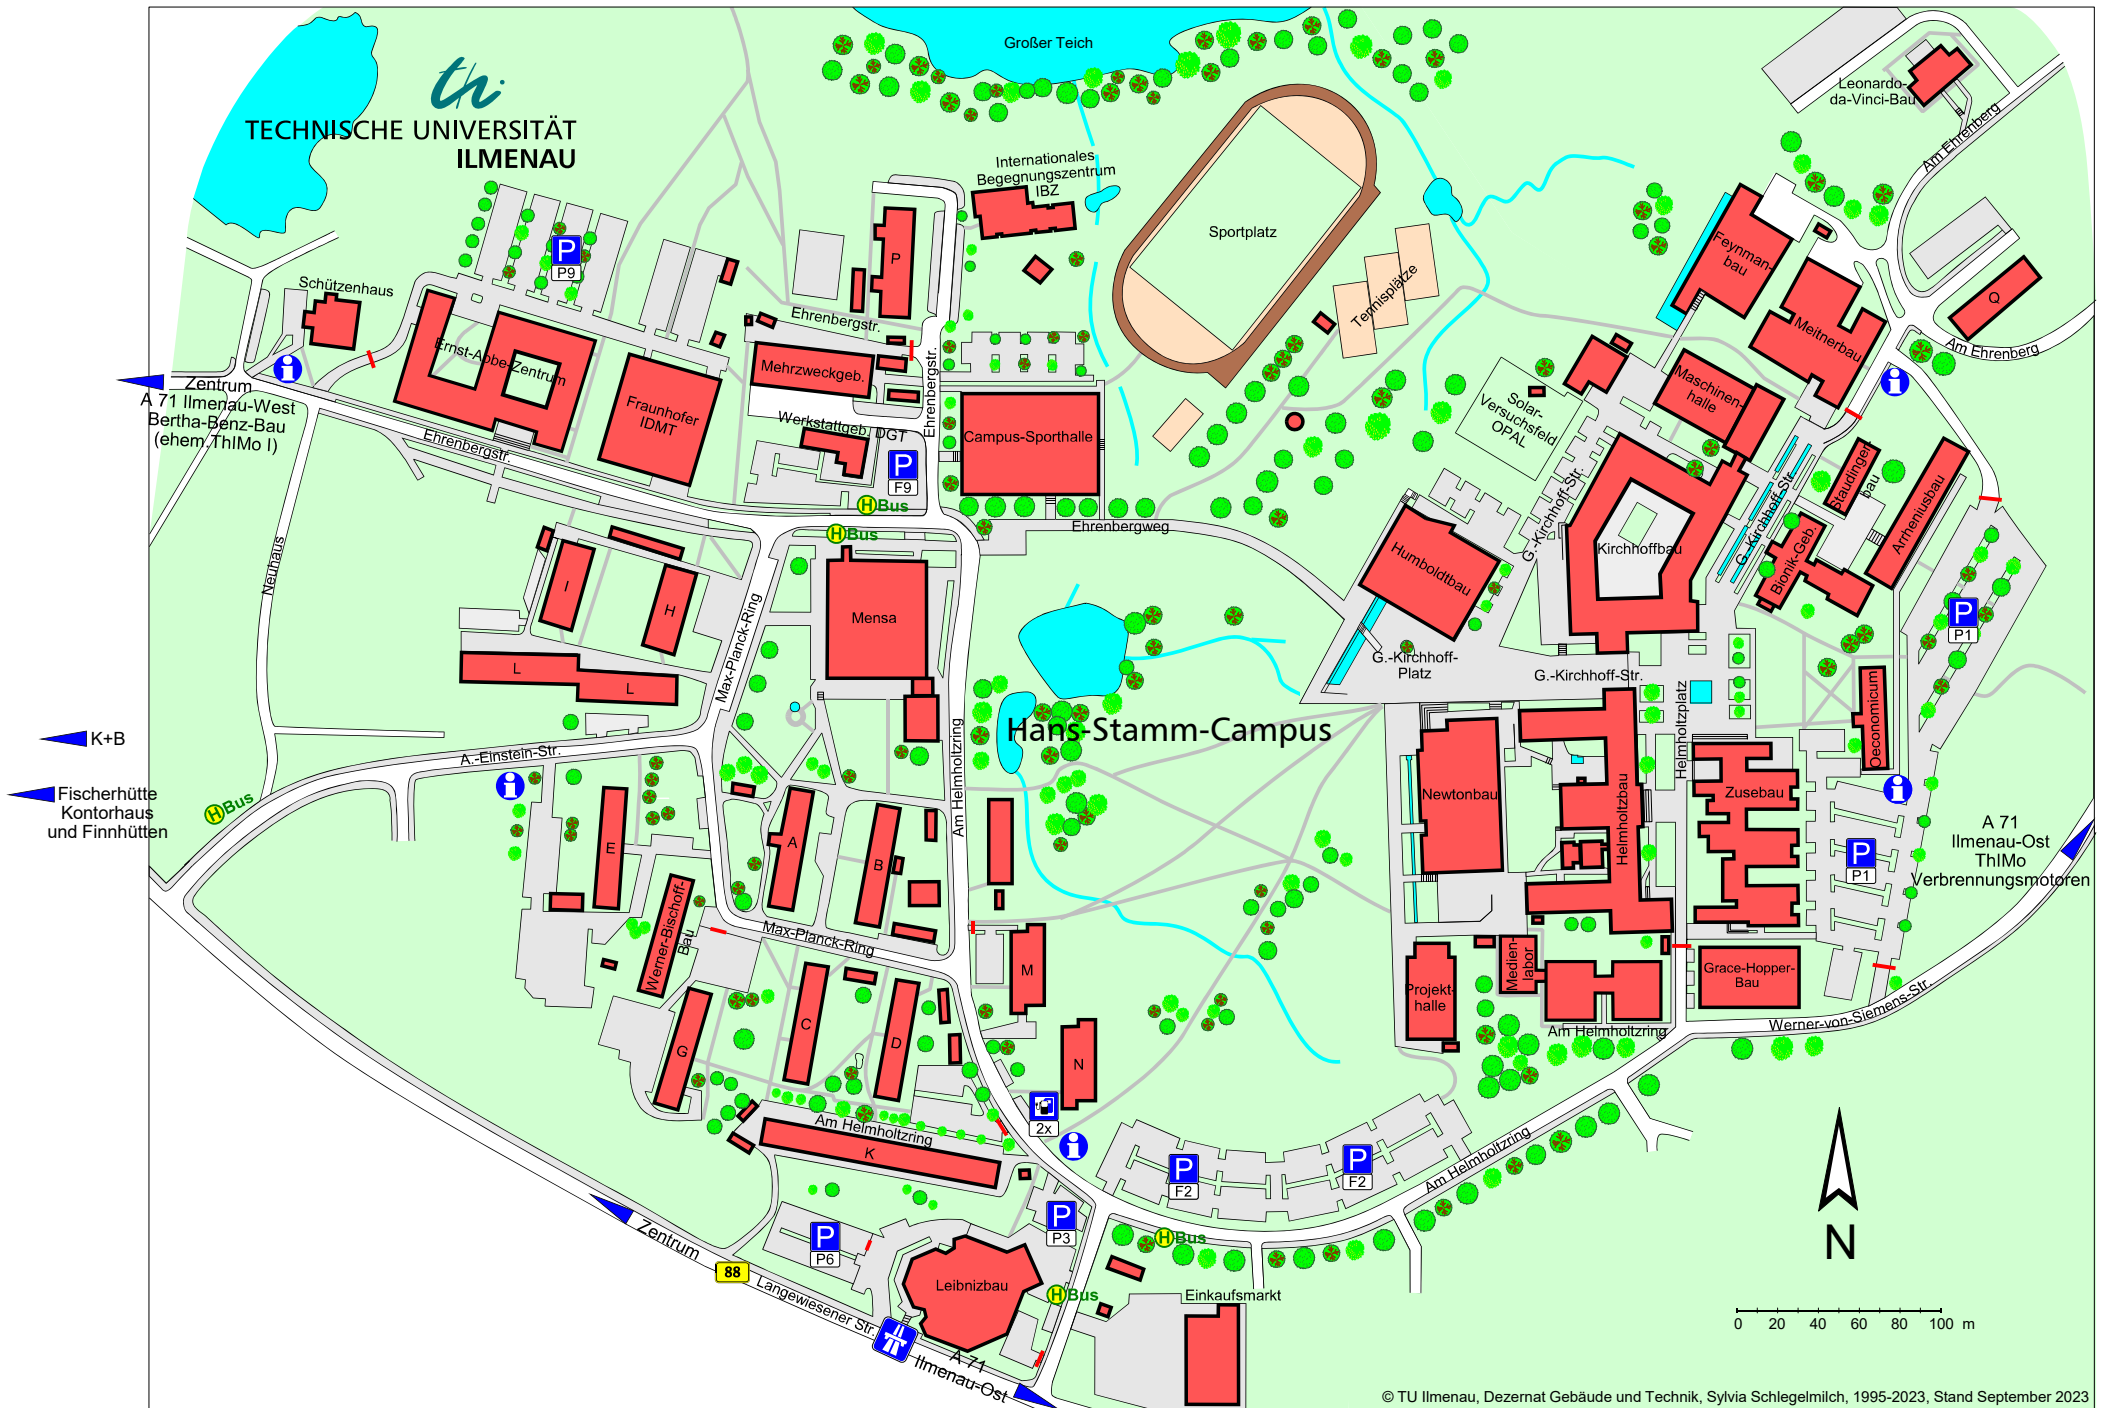 Großer Teich
TECHNISCHE UNIVERSITÄT
ILMENAU
Leonardo-
da-Vinci-Bau
Am Ehrenberg
Internationales
Begegnungszentrum
IBZ
Sportplatz
Feynman-
bau
P
P9
P
Schützenhaus
Ehrenbergstr.
Tennisplätze
Meitnerbau
Q
Am Ehrenberg
Ernst-Abbe-Zentrum
Mehrzweckgeb.
Ehrenbergstr.
Maschinen-
halle
Zentrum
A 71 Ilmenau-West
Bertha-Benz-Bau
(ehem.ThIMo I)
Fraunhofer
IDMT
Werkstattgeb. DGT
Campus-Sporthalle
Solar-
Versuchsfeld
OPAL
Ehrenbergstr.
P
F9
H Bus
H Bus
Ehrenbergweg
G.-Kirchhoff-Str.
G.-Kirchhoff-Str.
Staudinger-
bau
Arrheniusbau
Humboldtbau
Kirchhoffbau
Bionik-Geb.
Neuhaus
I
H
Mensa
Max-Planck-Ring
P
P1
L
L
G.-Kirchhoff-
Platz
G.-Kirchhoff-Str.
Helmholtzplatz
Oeconomicum
Hans-Stamm-Campus
K+B
A.-Einstein-Str.
Am Helmholtzring
Fischerhütte
Kontorhaus
und Finnhütten
H Bus
Newtonbau
Helmholtzbau
Zusebau
A 71
Ilmenau-Ost
ThIMo
Verbrennungsmotoren
E
A
B
P
P1
Werner-Bischoff-
Bau
Max-Planck-Ring
M
Projekt-
halle
Medien-
labor
Grace-Hopper-
Bau
Werner-von-Siemens-Str.
Am Helmholtzring
C
D
G
N
2x
Am Helmholtzring
K
P
F2
P
F2
Am Helmholtzring
P
P3
P
P6
H Bus
Zentrum
88
Langewiesener Str.
Leibnizbau
H Bus
Einkaufsmarkt
A 71
Ilmenau-Ost
N
0 20 40 60 80 100 m
© TU Ilmenau, Dezernat Gebäude und Technik, Sylvia Schlegelmilch, 1995-2023, Stand September 2023